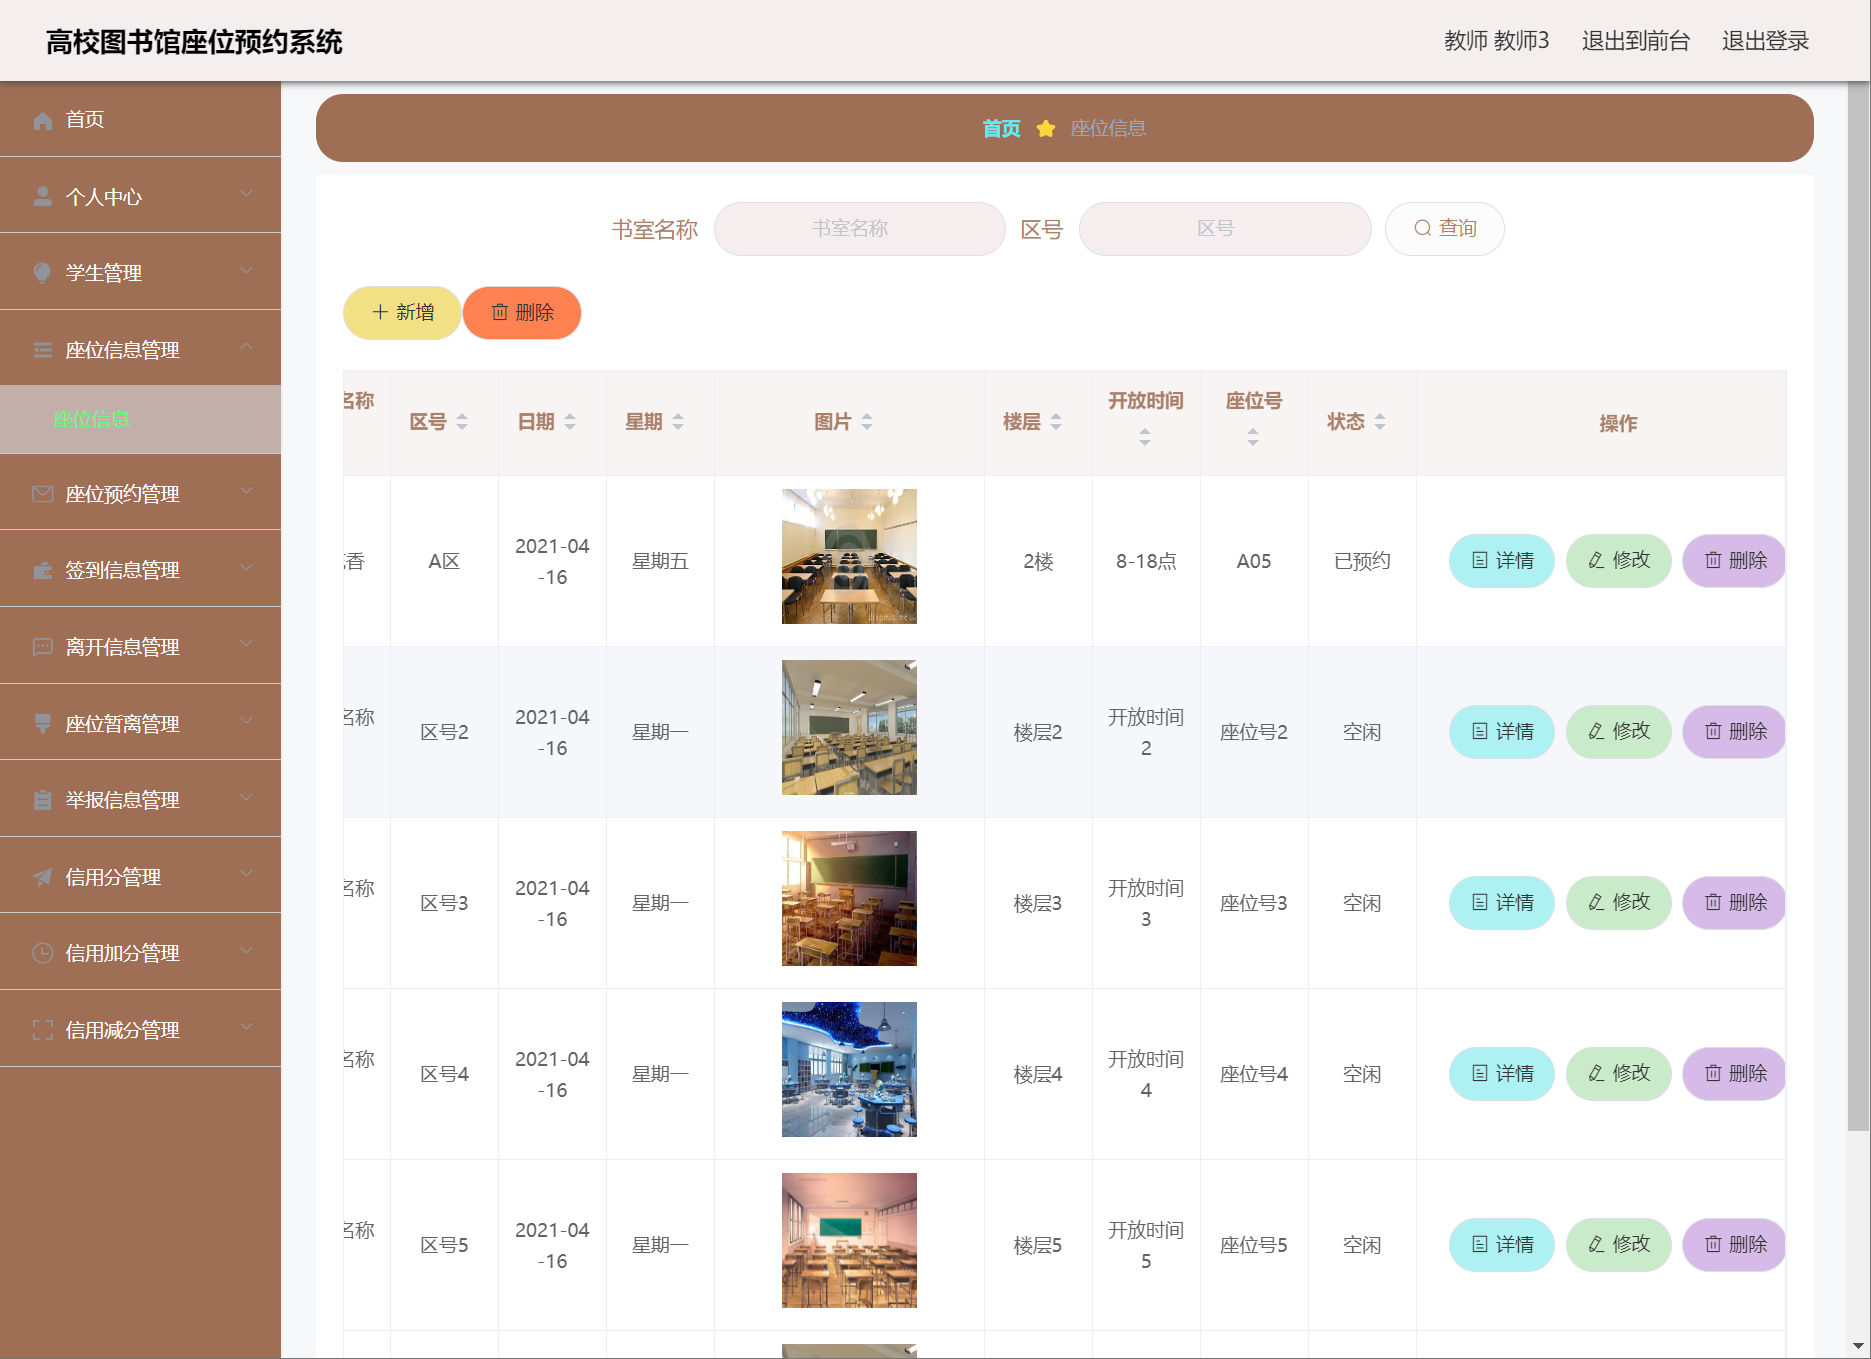 高校图书馆座位预约系统
教师 教师3 退出到前台 退出登录
首页
个人中心
学生管理
座位信息管理
座位信息
座位预约管理
签到信息管理
离开信息管理
座位暂离管理
举报信息管理
信用分管理
信用加分管理
信用减分管理
首页 座位信息
书室名称 书室名称 区号 区号 查询
新增 删除
名称 区号 日期 星期 图片 楼层 开放时间 座位号 状态 操作
香 A区 2021-04-16 星期五 2楼 8-18点 A05 已预约 详情 修改 删除
名称 区号2 2021-04-16 星期一 楼层2 开放时间2 座位号2 空闲 详情 修改 删除
名称 区号3 2021-04-16 星期一 楼层3 开放时间3 座位号3 空闲 详情 修改 删除
名称 区号4 2021-04-16 星期一 楼层4 开放时间4 座位号4 空闲 详情 修改 删除
名称 区号5 2021-04-16 星期一 楼层5 开放时间5 座位号5 空闲 详情 修改 删除